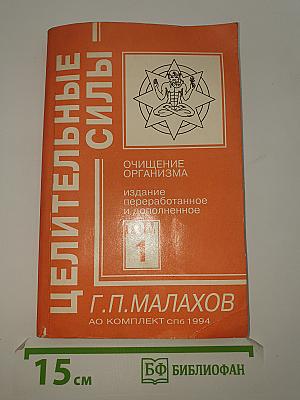 ЦЕЛИТЕЛЬНЫЕ
СИЛЫ
ОЧИЩЕНИЕ
ОРГАНИЗМА
издание
переработанное
и дополненное
ТОМ
1
Г.П.МАЛАХОВ
АО КОМПЛЕКТ СПб 1994
15 см
БФ БИБЛИОФАН